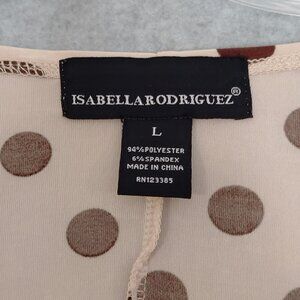 ISABELLARODRIGUEZ®
L
94%POLYESTER
6%SPANDEX
MADE IN CHINA
RN123385